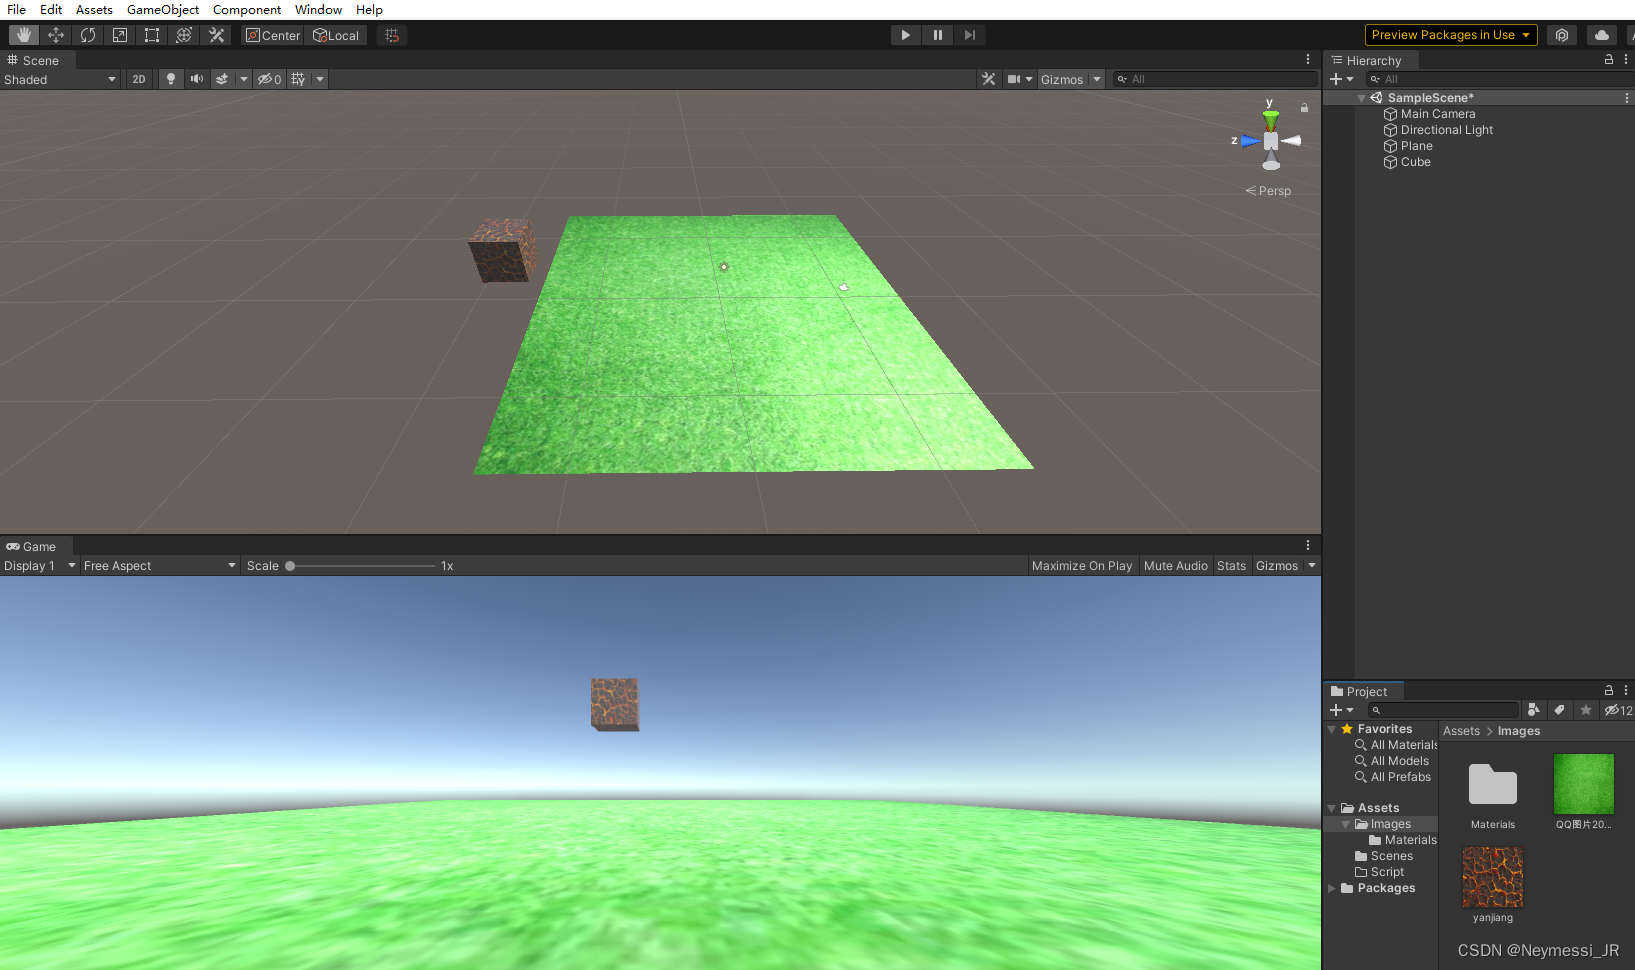 File Edit Assets GameObject Component Window Help
Center Local Preview Packages in Use
Scene
Shaded 2D 0 Gizmos All
y
z
Persp
Game
Display 1 Free Aspect Scale 1x Maximize On Play Mute Audio Stats Gizmos
Hierarchy
All
SampleScene*
Main Camera
Directional Light
Plane
Cube
Project
12
Favorites
All Materials
All Models
All Prefabs
Assets
Images
Materials
Scenes
Script
Packages
Assets > Images
Materials
QQ图片20...
yanjiang
CSDN @Neymessi_JR